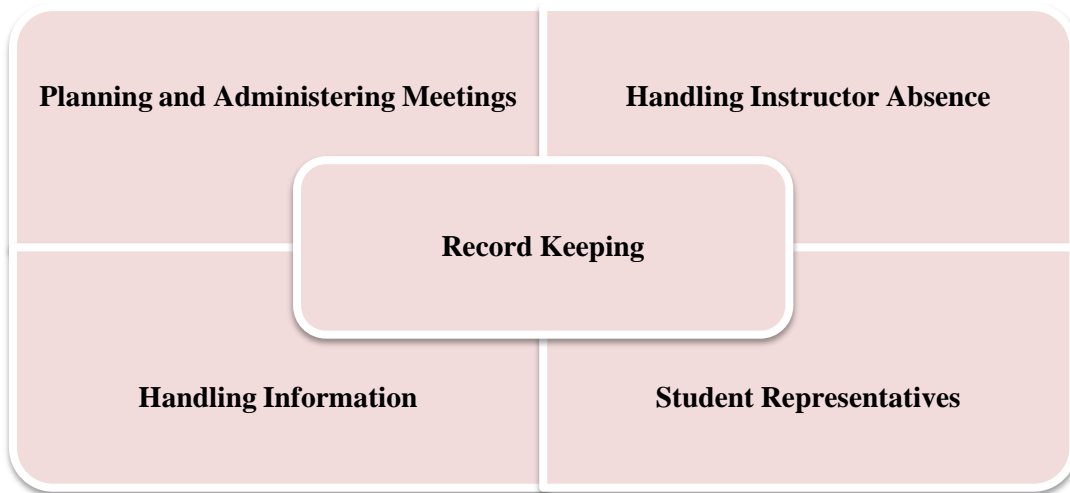 Planning and Administering Meetings
Handling Instructor Absence
Record Keeping
Handling Information
Student Representatives